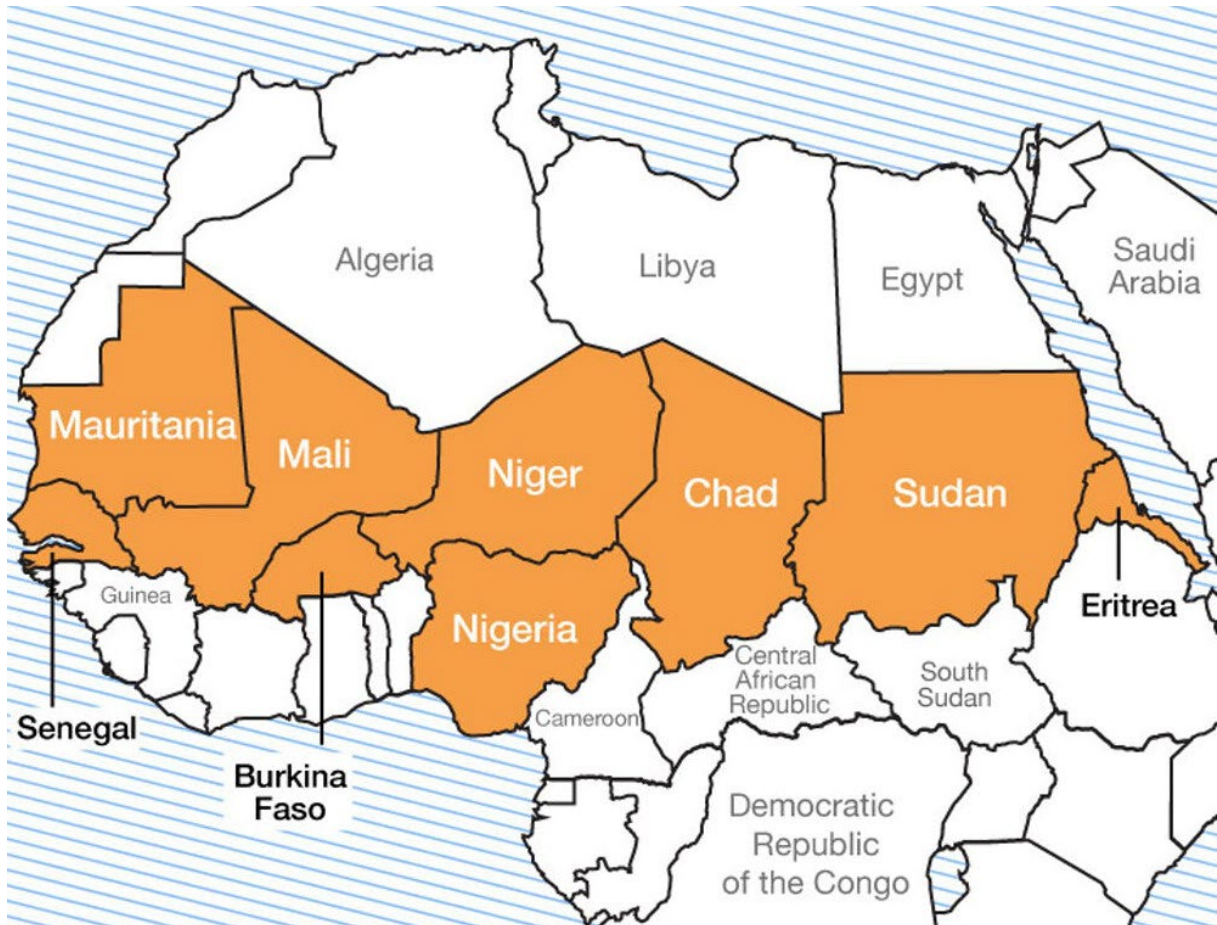 Algeria
Libya
Egypt
Saudi
Arabia
Mauritania
Mali
Niger
Chad
Sudan
Guinea
Nigeria
Eritrea
Senegal
Burkina
Faso
Cameroon
Central
African
Republic
South
Sudan
Democratic
Republic
of the Congo